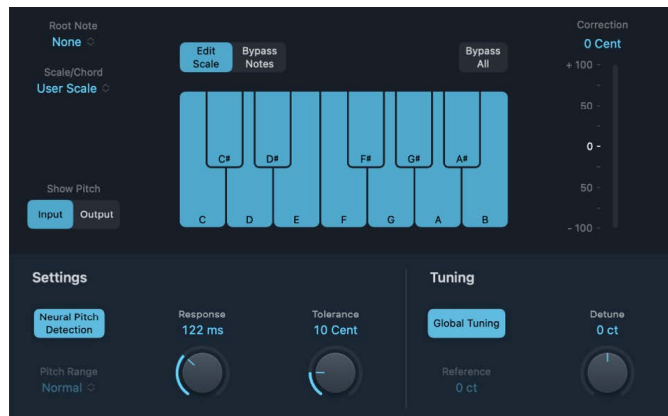 Root Note
None
Scale/Chord
User Scale
Show Pitch
Input Output
Edit Scale
Bypass Notes
Bypass All
C# D# F# G# A#
C D E F G A B
Correction
0 Cent
+ 100 -
50 -
0 -
50 -
- 100 -
Settings
Neural Pitch
Detection
Pitch Range
Normal
Response
122 ms
Tolerance
10 Cent
Tuning
Global Tuning
Reference
0 ct
Detune
0 ct